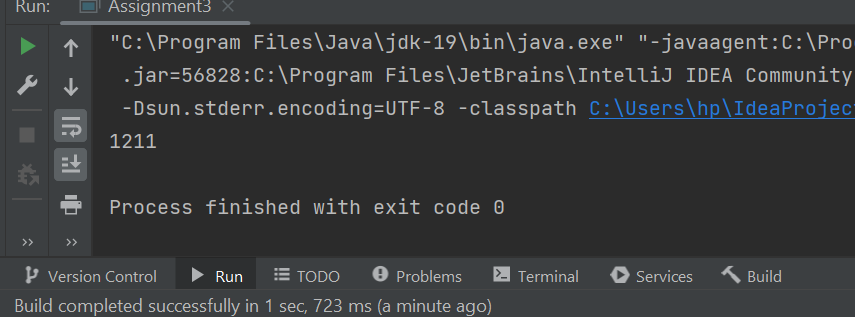 Run: Assignment3
"C:\Program Files\Java\jdk-19\bin\java.exe" "-javaagent:C:\Pro
.jar=56828:C:\Program Files\JetBrains\IntelliJ IDEA Community
-Dsun.stderr.encoding=UTF-8 -classpath C:\Users\hp\IdeaProjec
1211
Process finished with exit code 0
Version Control Run TODO Problems Terminal Services Build
Build completed successfully in 1 sec, 723 ms (a minute ago)